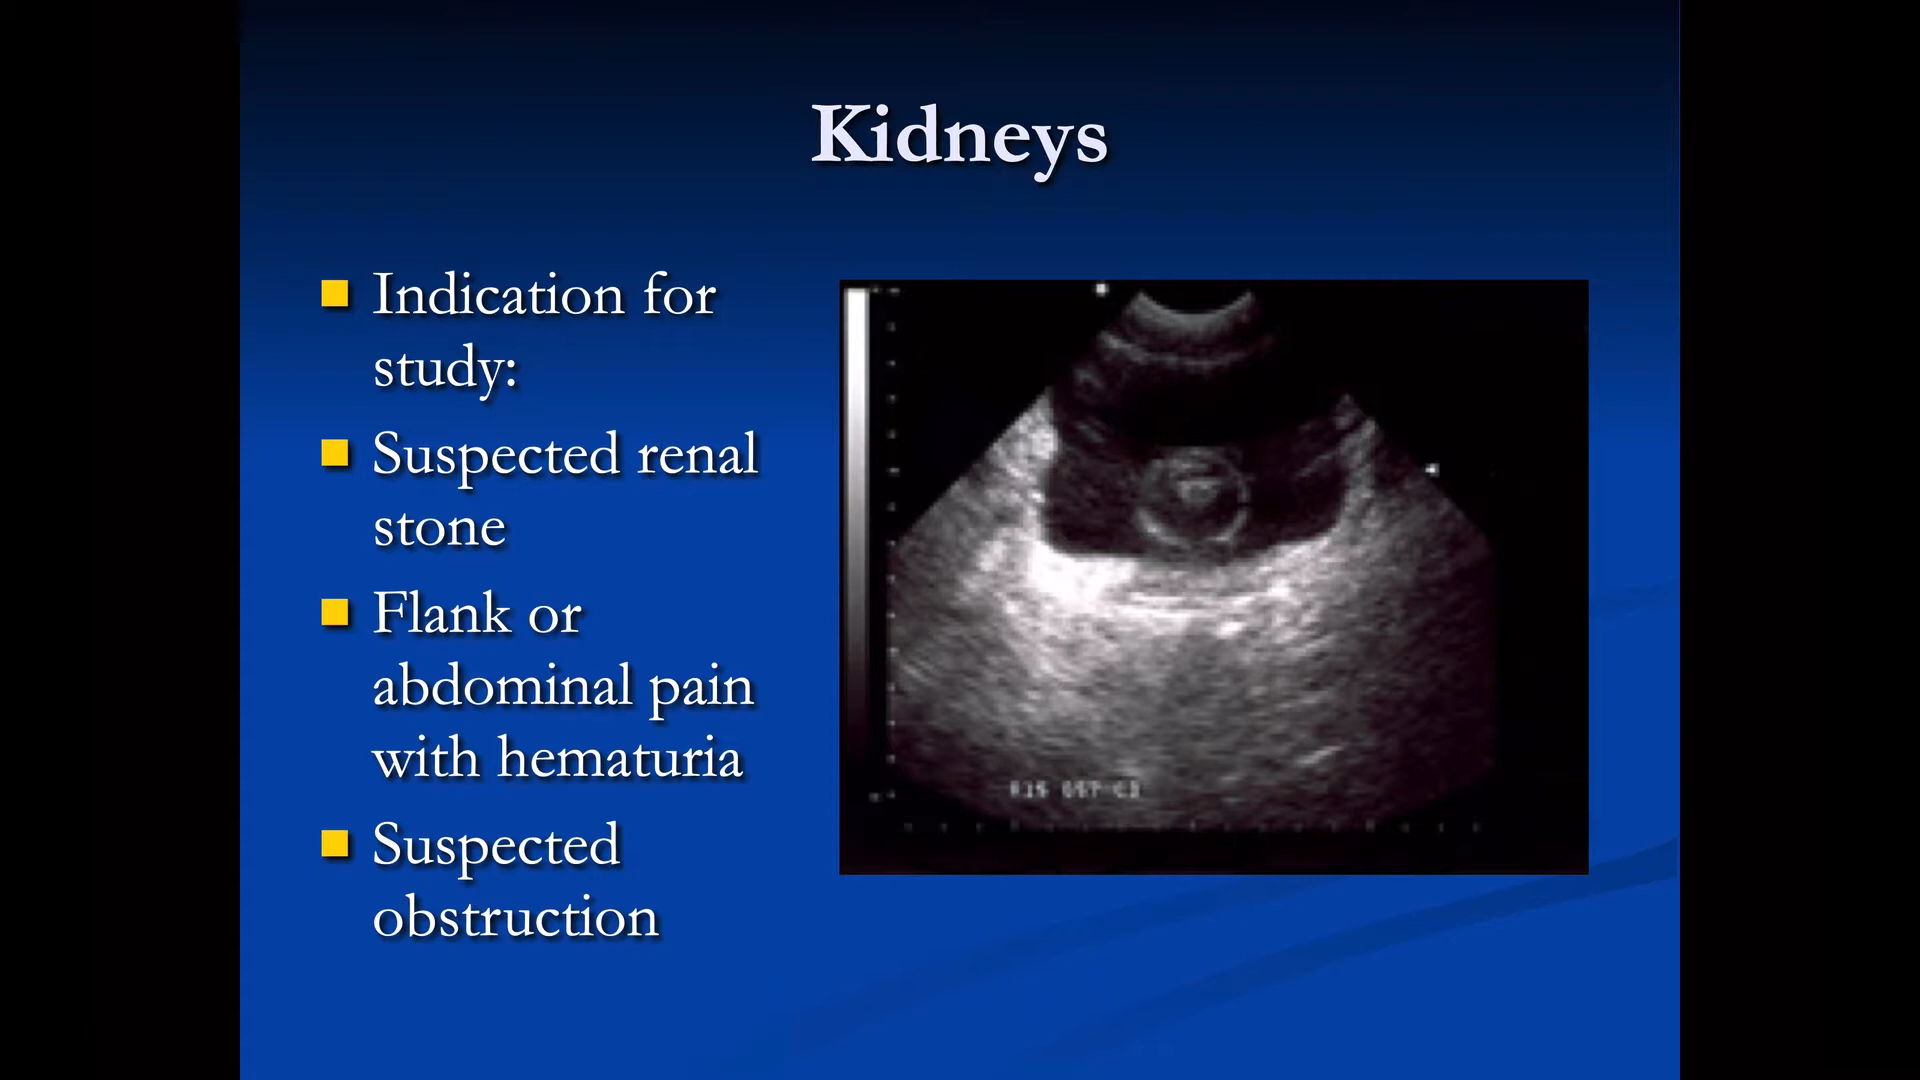 Kidneys
Indication for
study:
Suspected renal
stone
Flank or
abdominal pain
with hematuria
Suspected
obstruction